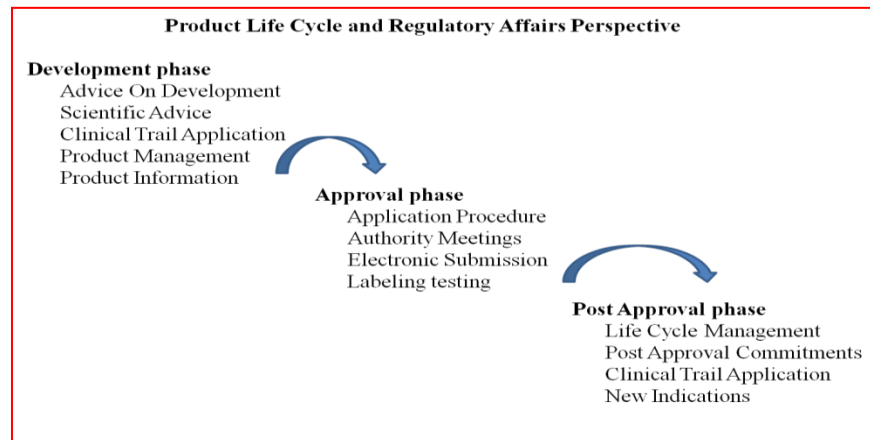 Product Life Cycle and Regulatory Affairs Perspective
Development phase
Advice On Development
Scientific Advice
Clinical Trail Application
Product Management
Product Information
Approval phase
Application Procedure
Authority Meetings
Electronic Submission
Labeling testing
Post Approval phase
Life Cycle Management
Post Approval Commitments
Clinical Trail Application
New Indications